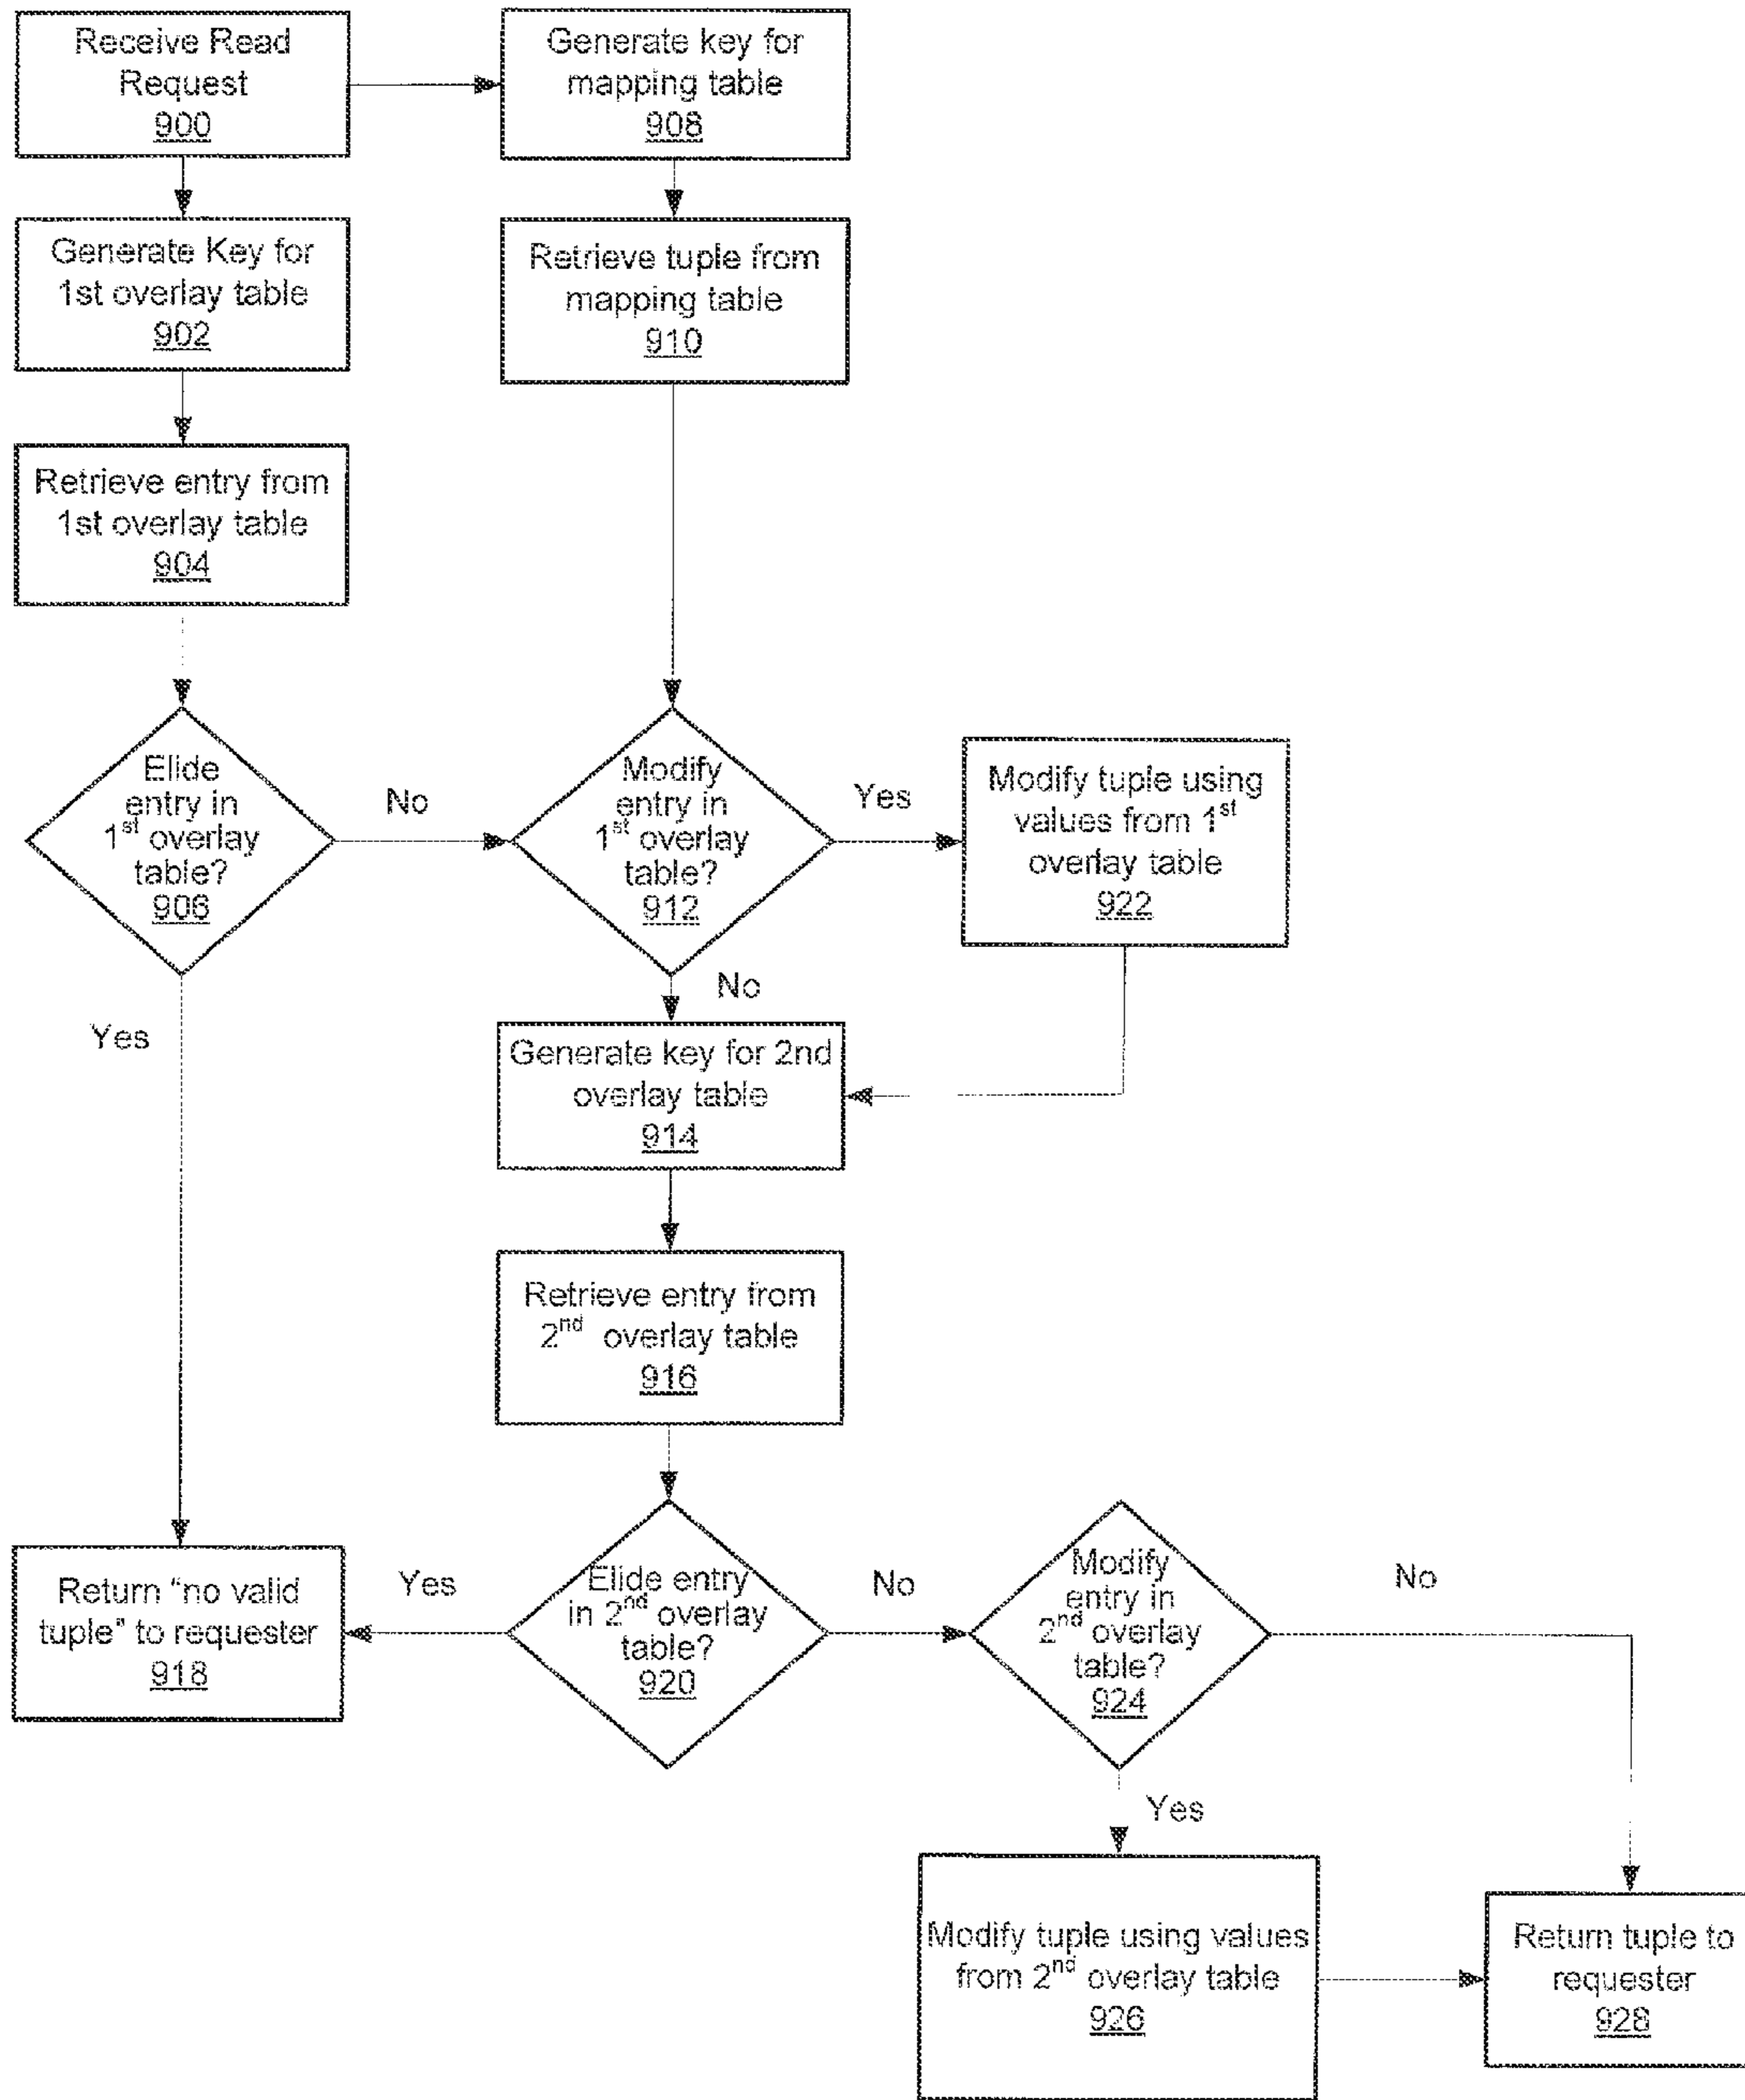 Receive Read
Request
900
Generate key for
mapping table
908
Generate Key for
1st overlay table
902
Retrieve tuple from
mapping table
910
Retrieve entry from
1st overlay table
904
Elide
entry in
1st overlay
table?
906
No
Modify
entry in
1st overlay
table?
912
Yes
Modify tuple using
values from 1st
overlay table
922
No
Yes
Generate key for 2nd
overlay table
914
Retrieve entry from
2nd overlay table
916
Return "no valid
tuple" to requester
918
Yes
Elide entry
in 2nd overlay
table?
920
No
Modify
entry in
2nd overlay
table?
924
No
Yes
Modify tuple using values
from 2nd overlay table
926
Return tuple to
requester
928